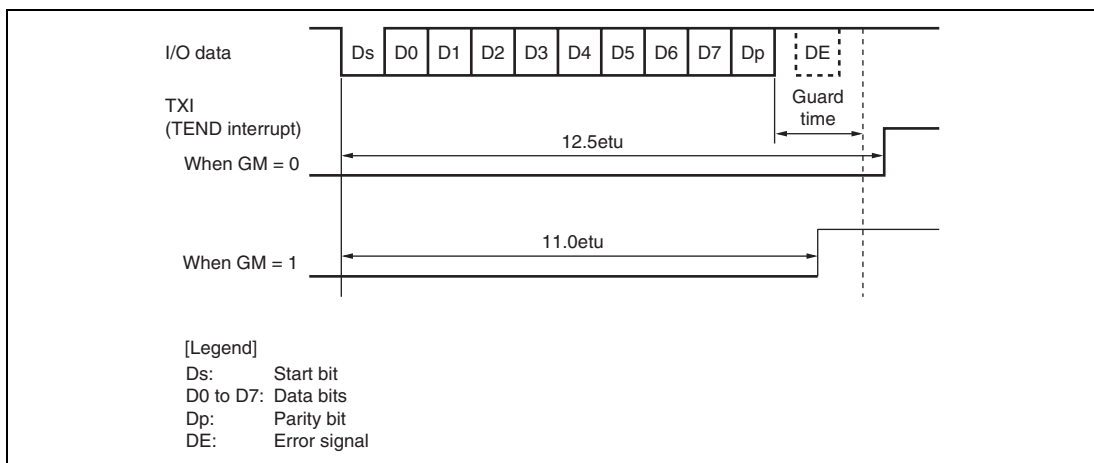 I/O data Ds D0 D1 D2 D3 D4 D5 D6 D7 Dp DE
Guard
time
TXI
(TEND interrupt)
12.5etu
When GM = 0
11.0etu
When GM = 1
[Legend]
Ds: Start bit
D0 to D7: Data bits
Dp: Parity bit
DE: Error signal